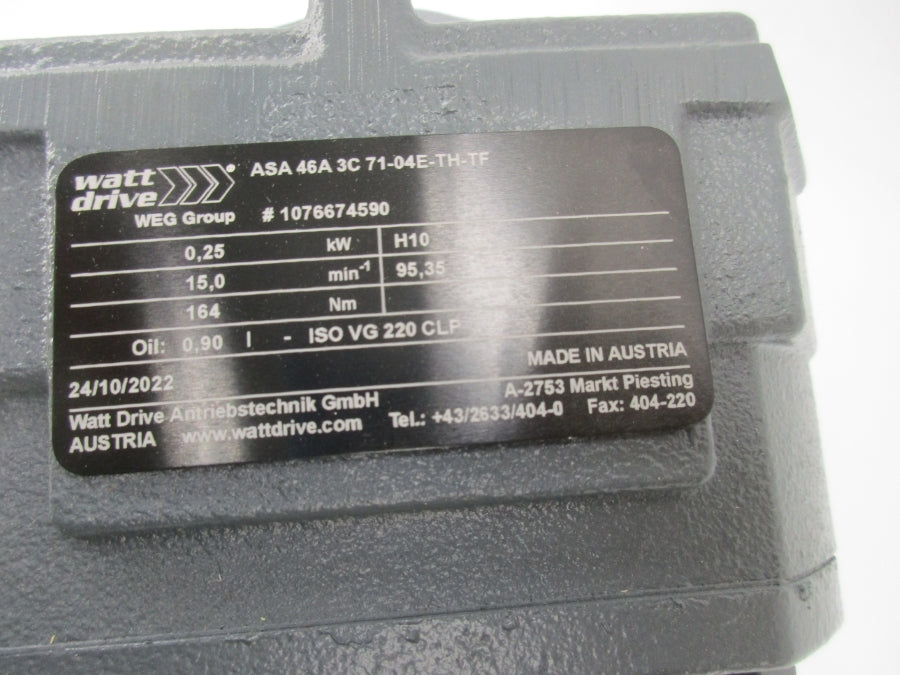 watt drive
ASA 46A 3C 71-04E-TH-TF
WEG Group # 1076674590
0,25 kW H10
15,0 min-1 95,35
164 Nm
Oil: 0,90 l - ISO VG 220 CLP
MADE IN AUSTRIA
24/10/2022
A-2753 Markt Piesting
Watt Drive Antriebstechnik GmbH
AUSTRIA www.wattdrive.com Tel.: +43/2633/404-0 Fax: 404-220